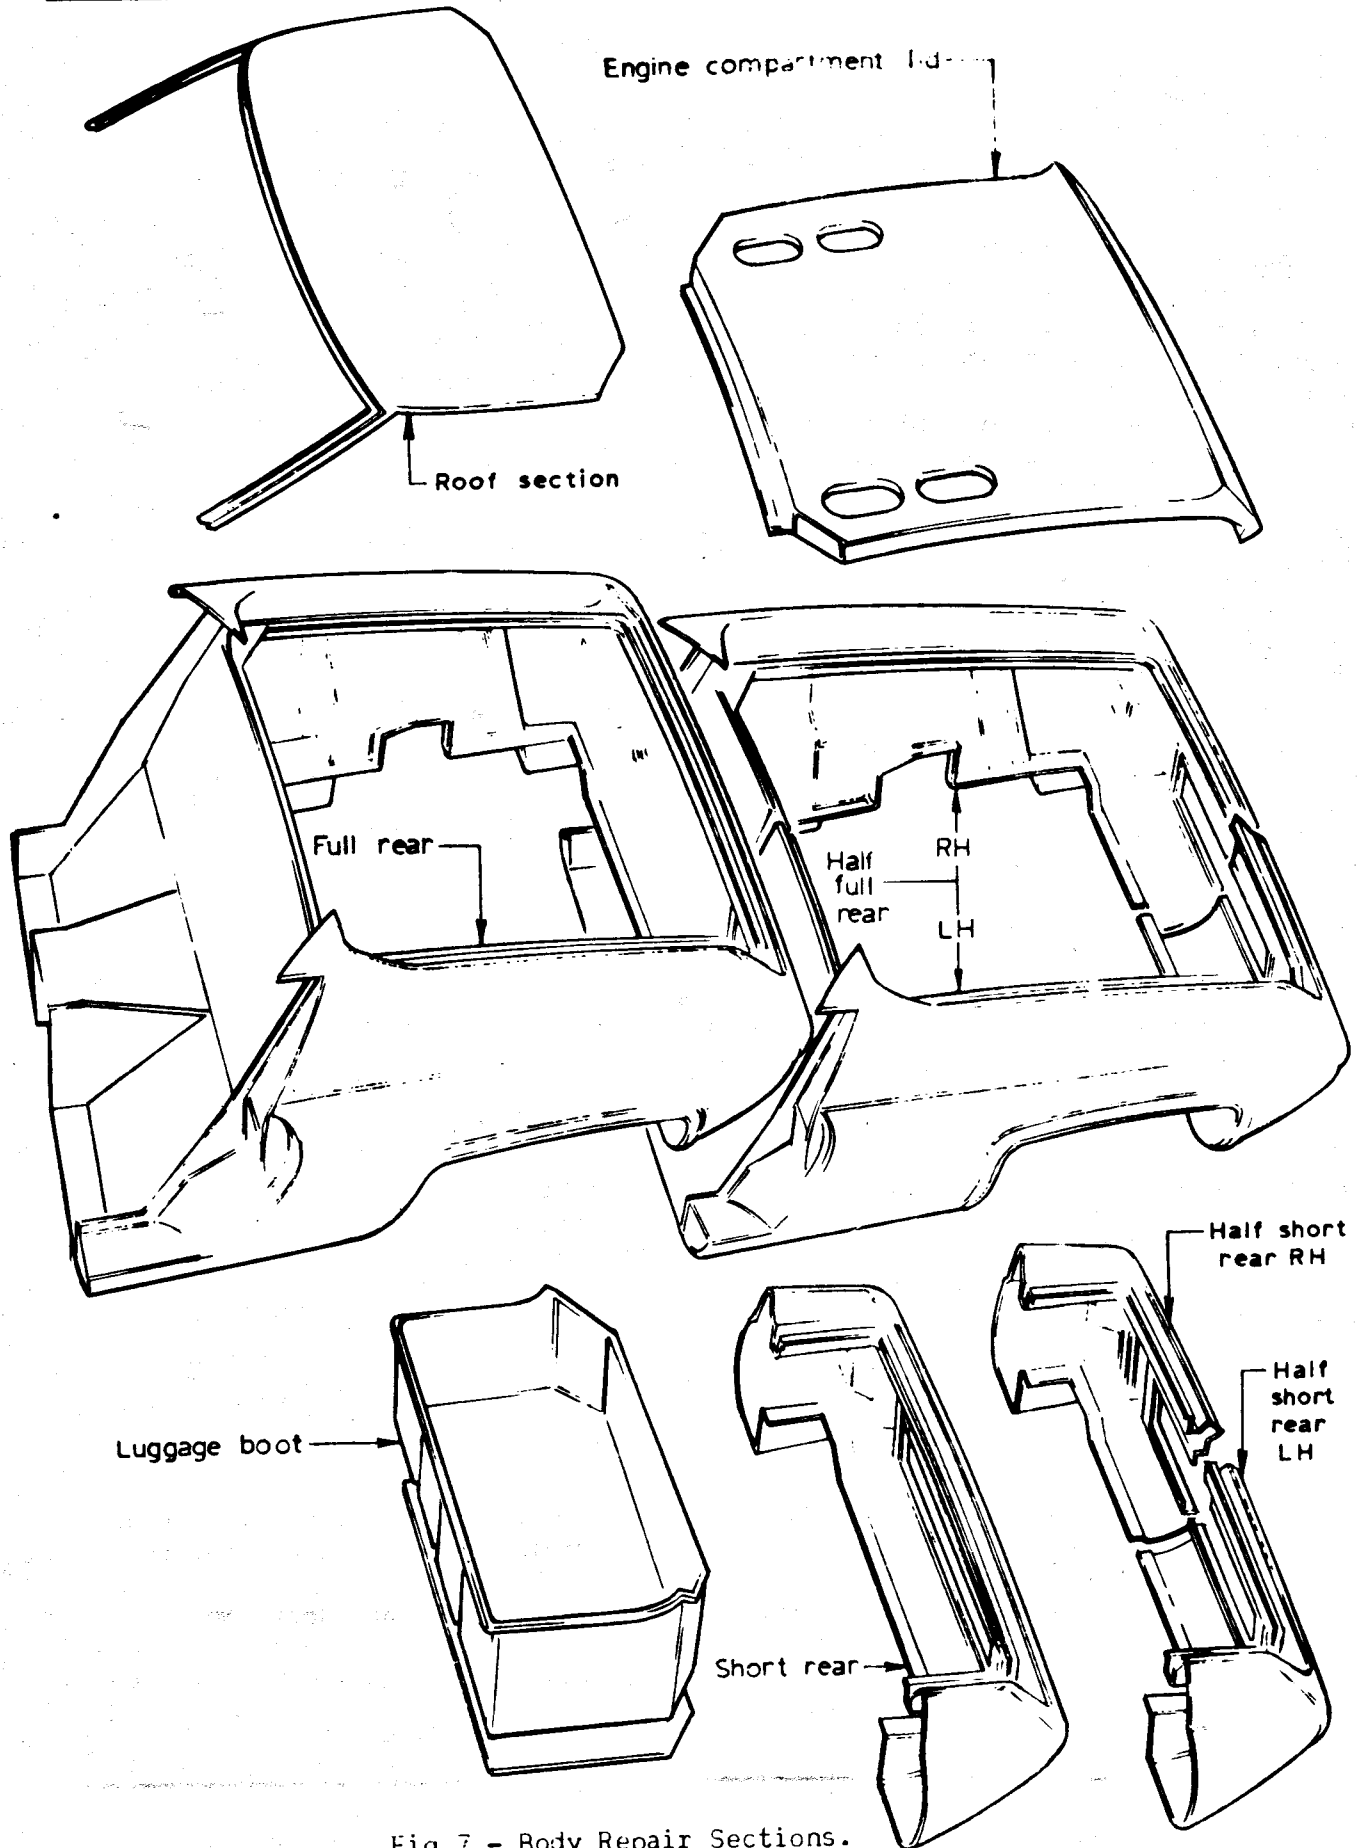 Engine compartment lid
Roof section
Full rear
Half
full
rear
RH
LH
Half short
rear RH
Half
short
rear
LH
Luggage boot
Short rear
Fig 7 - Body Repair Sections.